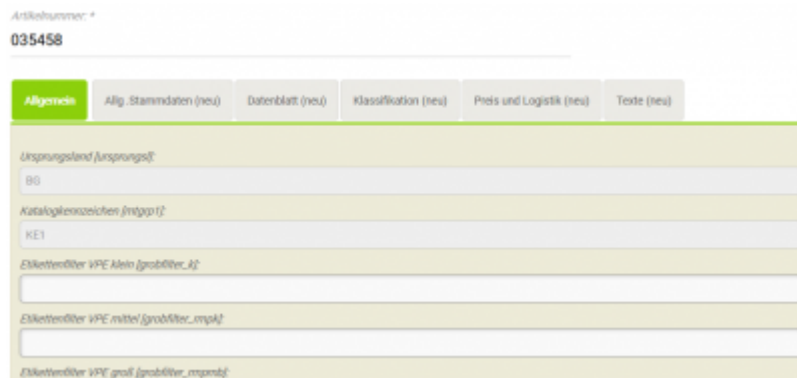 Artikelnummer: *
035458
Allgemein Allg. Stammdaten (neu) Datenblatt (neu) Klassifikation (neu) Preis und Logistik (neu) Texte (neu)
Ursprungsland [ursprungsl]:
BG
Katalogkennzeichen [mtgrp1]:
KE1
Etikettenfilter VPE klein [grobfilter_k]:
Etikettenfilter VPE mittel [grobfilter_mpk]:
Etikettenfilter VPE groß